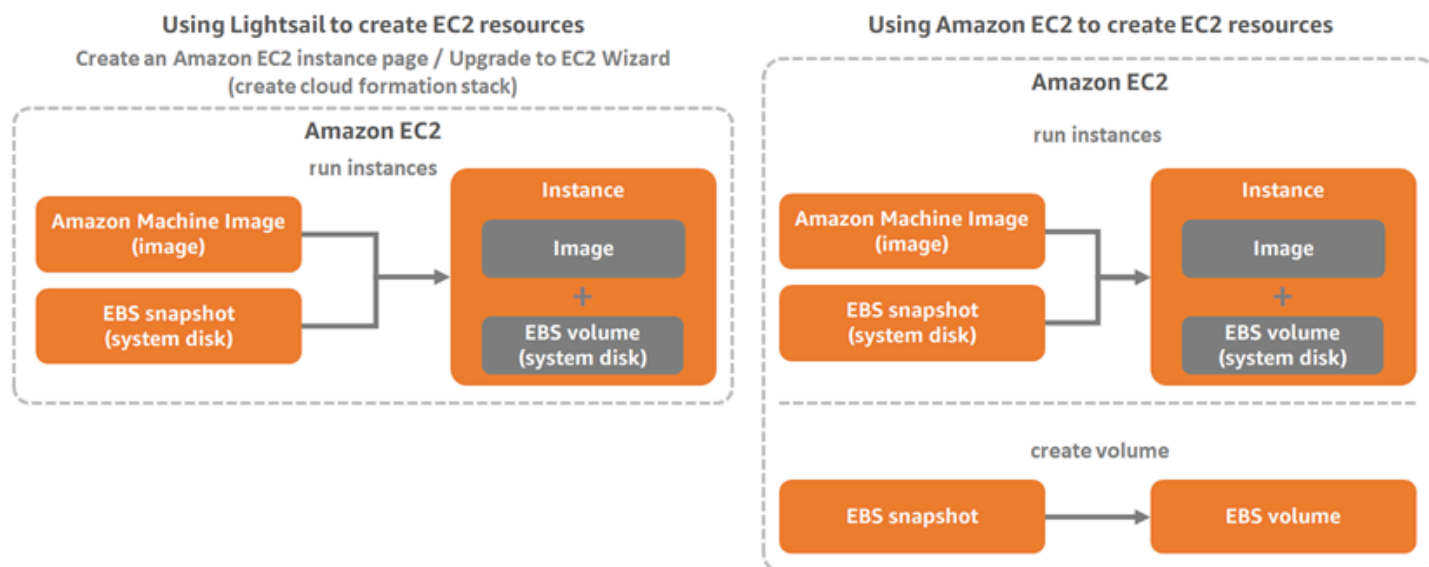 Using Lightsail to create EC2 resources
Create an Amazon EC2 instance page / Upgrade to EC2 Wizard
(create cloud formation stack)
Amazon EC2
run instances
Amazon Machine Image
(image)
EBS snapshot
(system disk)
Instance
Image
+
EBS volume
(system disk)
Using Amazon EC2 to create EC2 resources
Amazon EC2
run instances
Amazon Machine Image
(image)
EBS snapshot
(system disk)
Instance
Image
+
EBS volume
(system disk)
create volume
EBS snapshot
EBS volume